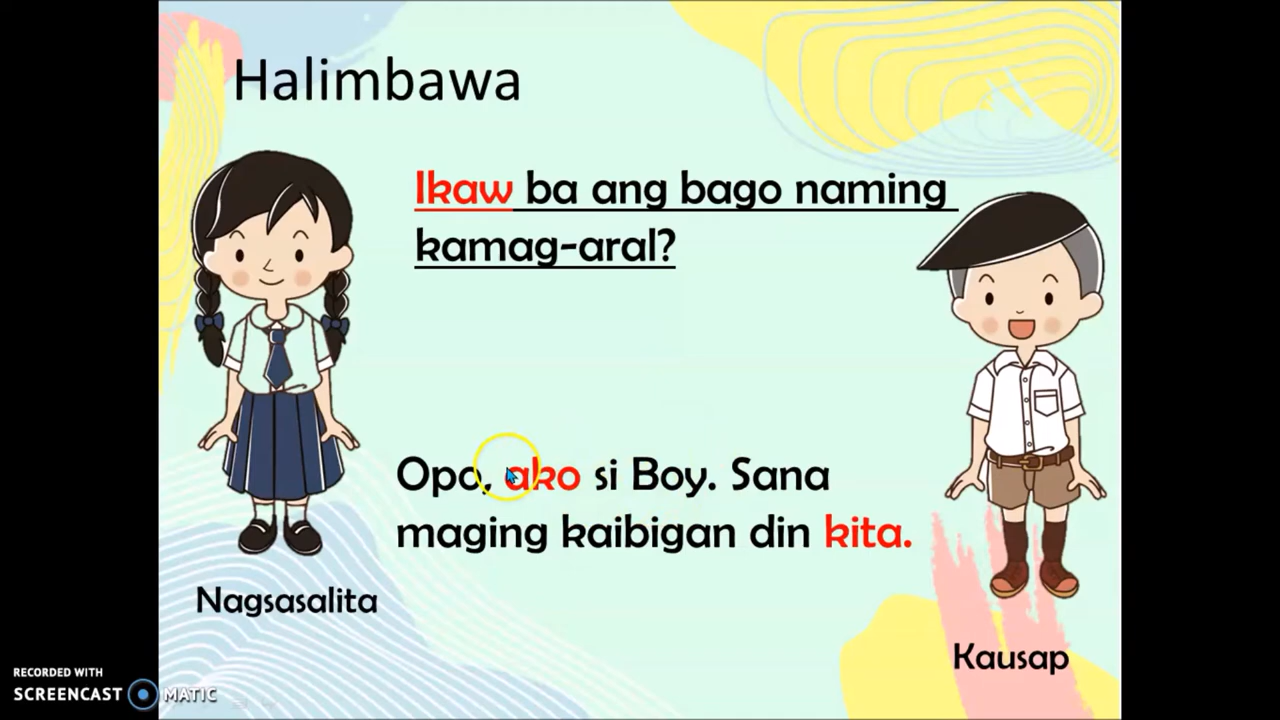 Halimbawa
Ikaw ba ang bago naming
kamag-aral?
Opo, ako si Boy. Sana
maging kaibigan din kita.
Nagsasalita
Kausap
RECORDED WITH
SCREENCAST MATIC